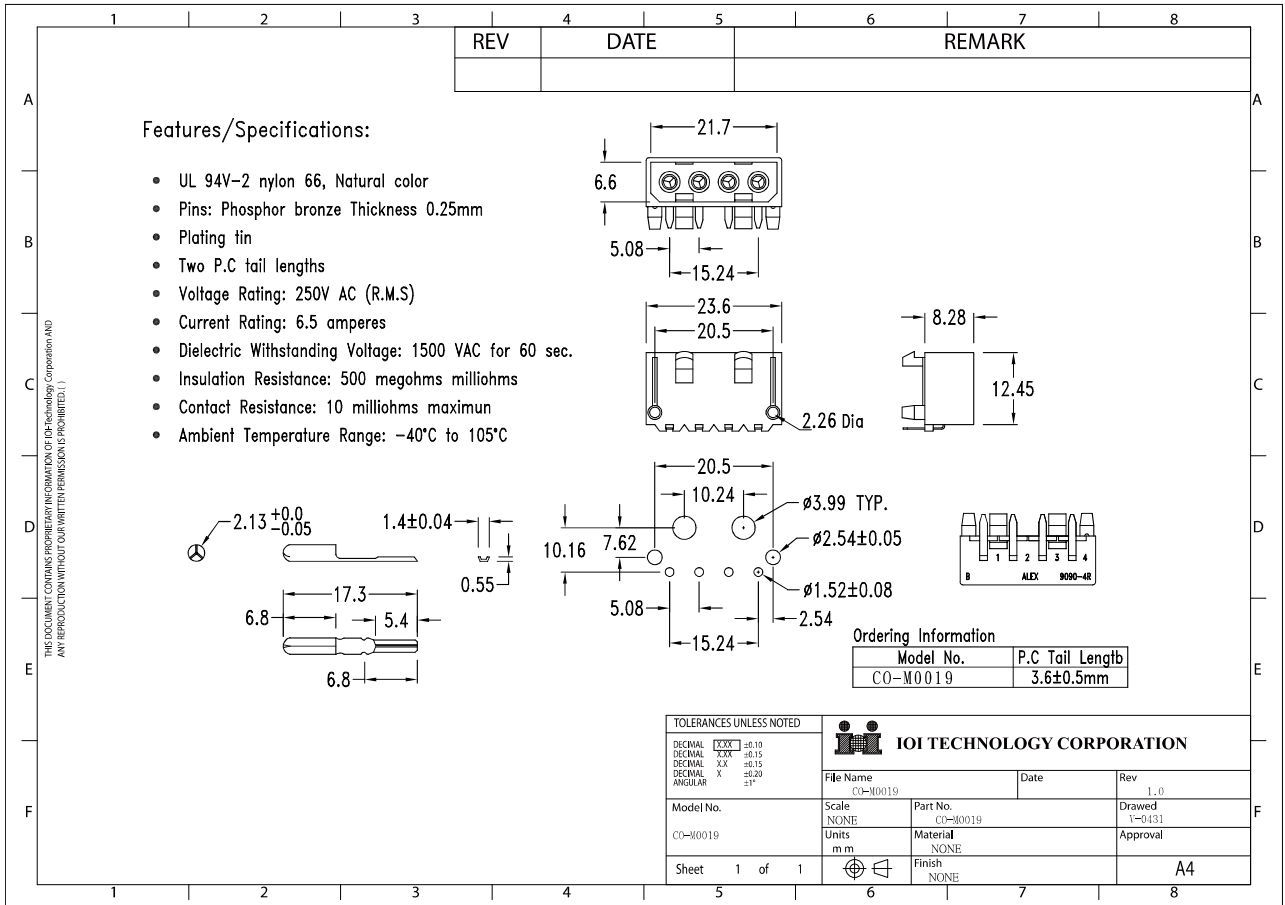 1 2 3 4 5 6 7 8
REV DATE REMARK
A A
Features/Specifications:
• UL 94V-2 nylon 66, Natural color
• Pins: Phosphor bronze Thickness 0.25mm
• Plating tin
• Two P.C tail lengths
• Voltage Rating: 250V AC (R.M.S)
• Current Rating: 6.5 amperes
• Dielectric Withstanding Voltage: 1500 VAC for 60 sec.
• Insulation Resistance: 500 megohms milliohms
• Contact Resistance: 10 milliohms maximun
• Ambient Temperature Range: -40°C to 105°C
21.7
6.6
B B
5.08
15.24
23.6
20.5
8.28
C C
12.45
2.26 Dia
THIS DOCUMENT CONTAINS PROPRIETARY INFORMATION OF IOI Technology Corporation AND
ANY REPRODUCTION WITHOUT OUR WRITTEN PERMISSION IS PROHIBITED.( )
20.5
10.24
ø3.99 TYP.
D D
2.13 +0.0
-0.05
1.4±0.04
10.16
7.62
ø2.54±0.05
0.55
ø1.52±0.08
17.3
6.8
5.4
5.08
2.54
15.24
6.8
1 2 3 4
B ALEX 9090-4R
E E
Ordering Information
Model No. P.C Tail Lengtb
CO-M0019 3.6±0.5mm
TOLERANCES UNLESS NOTED
DECIMAL X.XX ±0.10
DECIMAL X.XX ±0.15
DECIMAL X.X ±0.15
DECIMAL X ±0.20
ANGULAR ±1°
IOI TECHNOLOGY CORPORATION
File Name
CO-M0019
Date
Rev
1.0
F F
Model No.
CO-M0019
Scale
NONE
Part No.
CO-M0019
Drawed
V-0431
Units
m m
Material
NONE
Approval
Sheet 1 of 1
Finish
NONE
A4
1 2 3 4 5 6 7 8